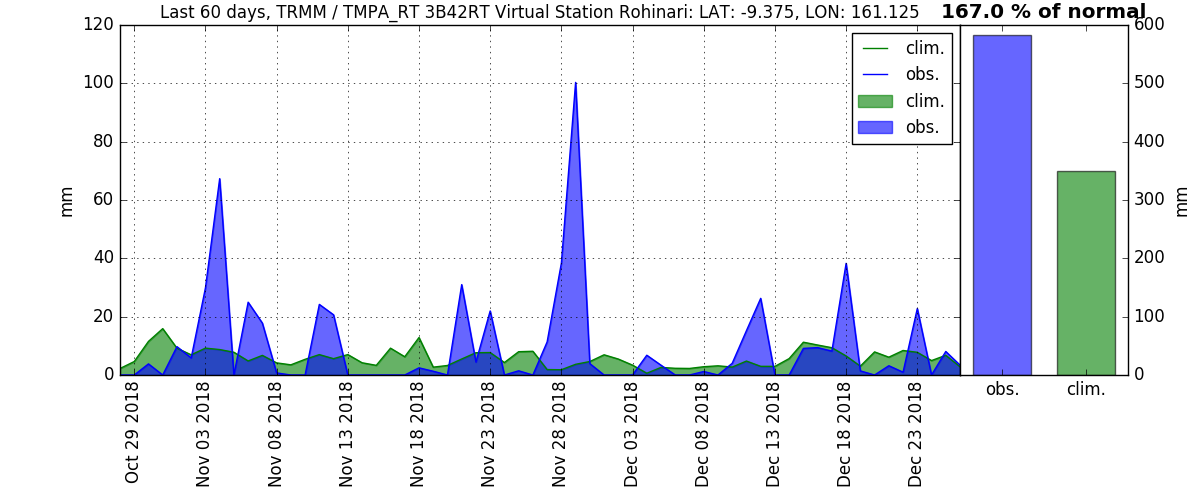 Last 60 days, TRMM / TMPA_RT 3B42RT Virtual Station Rohinari: LAT: -9.375, LON: 161.125
167.0 % of normal
120
100
80
60
40
20
0
mm
clim.
obs.
clim.
obs.
600
500
400
300
200
100
0
mm
Oct 29 2018
Nov 03 2018
Nov 08 2018
Nov 13 2018
Nov 18 2018
Nov 23 2018
Nov 28 2018
Dec 03 2018
Dec 08 2018
Dec 13 2018
Dec 18 2018
Dec 23 2018
obs.
clim.